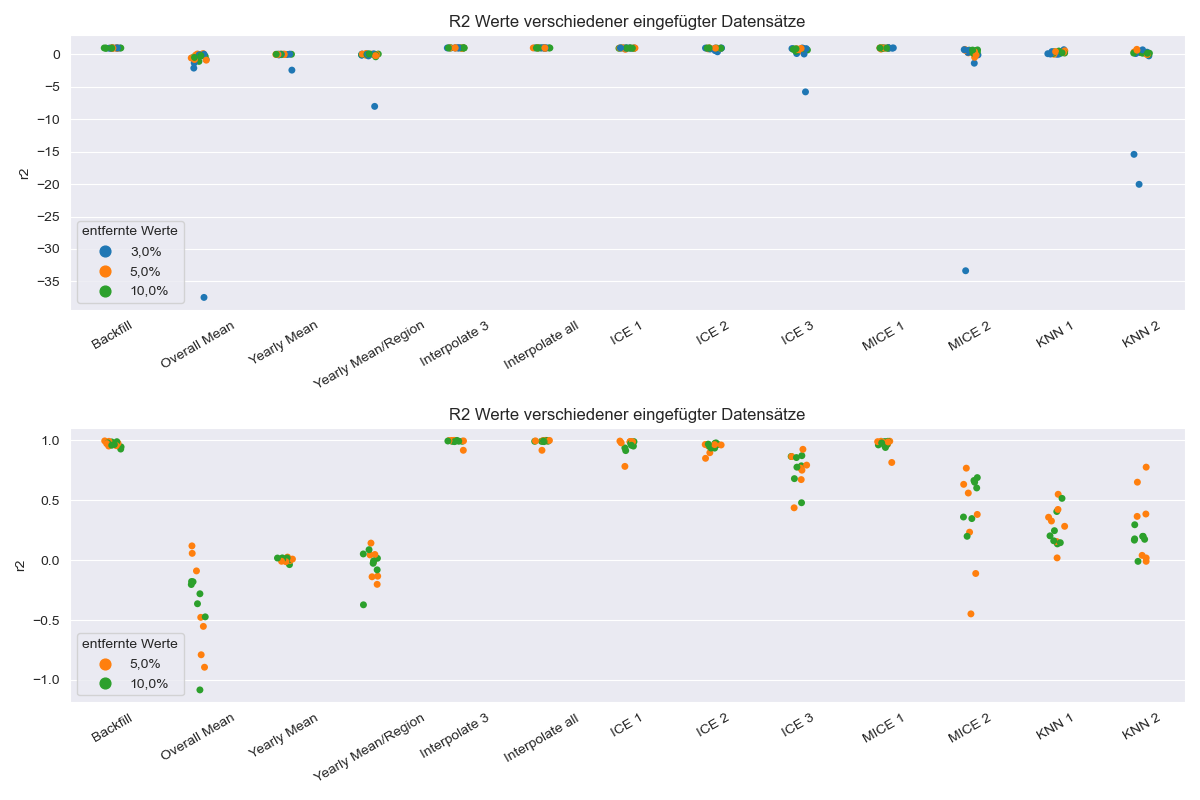 R2 Werte verschiedener eingefügter Datensätze
0
−5
−10
−15
−20
−25
−30
−35
r2
entfernte Werte
3,0%
5,0%
10,0%
Backfill
Overall Mean
Yearly Mean
Yearly Mean/Region
Interpolate 3
Interpolate all
ICE 1
ICE 2
ICE 3
MICE 1
MICE 2
KNN 1
KNN 2
R2 Werte verschiedener eingefügter Datensätze
1.0
0.5
0.0
−0.5
−1.0
r2
entfernte Werte
5,0%
10,0%
Backfill
Overall Mean
Yearly Mean
Yearly Mean/Region
Interpolate 3
Interpolate all
ICE 1
ICE 2
ICE 3
MICE 1
MICE 2
KNN 1
KNN 2